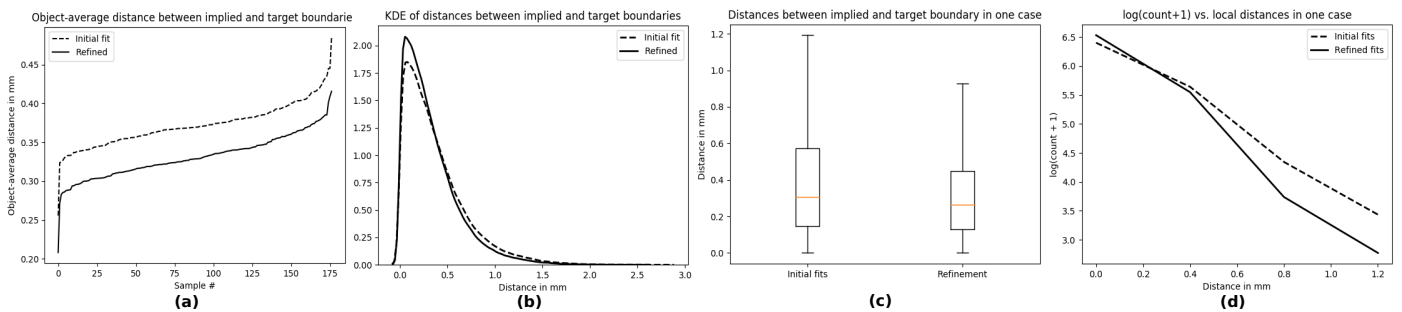 Object-average distance between implied and target boundarie
Initial fit
Refined
0.45
0.40
0.35
0.30
0.25
0.20
Object-average distance in mm
0 25 50 75 100 125 150 175
Sample #
(a)
KDE of distances between implied and target boundaries
Initial fit
Refined
2.00
1.75
1.50
1.25
1.00
0.75
0.50
0.25
0.00
0.0 0.5 1.0 1.5 2.0 2.5 3.0
Distance in mm
(b)
Distances between implied and target boundary in one case
1.2
1.0
0.8
0.6
0.4
0.2
0.0
Distance in mm
Initial fits Refinement
(c)
log(count+1) vs. local distances in one case
Initial fits
Refined fits
6.5
6.0
5.5
5.0
4.5
4.0
3.5
3.0
log(count + 1)
0.0 0.2 0.4 0.6 0.8 1.0 1.2
Distance in mm
(d)